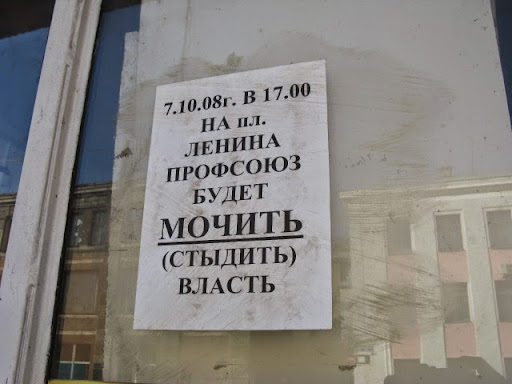 7.10.08г. В 17.00
НА пл.
ЛЕНИНА
ПРОФСОЮЗ
БУДЕТ
МОЧИТЬ
(СТЫДИТЬ)
ВЛАСТЬ